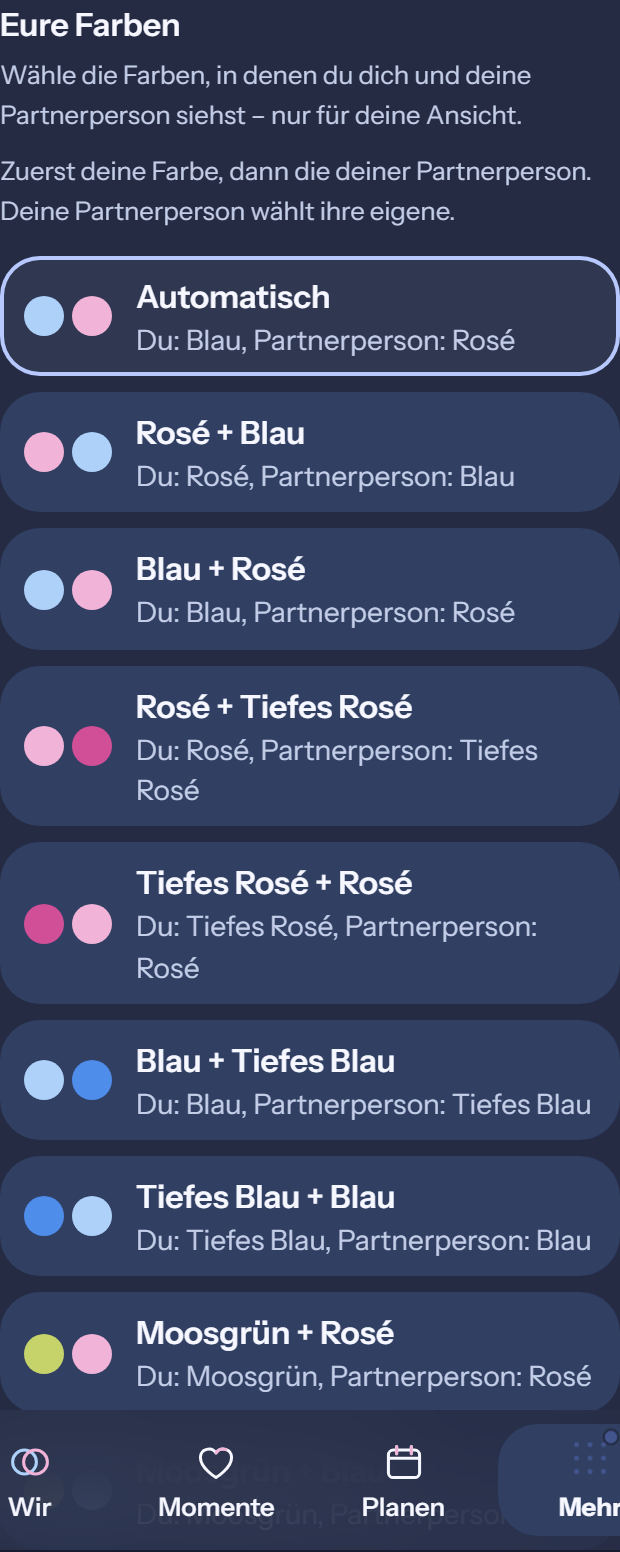 Eure Farben
Wähle die Farben, in denen du dich und deine
Partnerperson siehst – nur für deine Ansicht.
Zuerst deine Farbe, dann die deiner Partnerperson.
Deine Partnerperson wählt ihre eigene.
Automatisch
Du: Blau, Partnerperson: Rosé
Rosé + Blau
Du: Rosé, Partnerperson: Blau
Blau + Rosé
Du: Blau, Partnerperson: Rosé
Rosé + Tiefes Rosé
Du: Rosé, Partnerperson: Tiefes
Rosé
Tiefes Rosé + Rosé
Du: Tiefes Rosé, Partnerperson:
Rosé
Blau + Tiefes Blau
Du: Blau, Partnerperson: Tiefes Blau
Tiefes Blau + Blau
Du: Tiefes Blau, Partnerperson: Blau
Moosgrün + Rosé
Du: Moosgrün, Partnerperson: Rosé
Moosgrün + Blau
Wir
Momente
Planen
Mehr